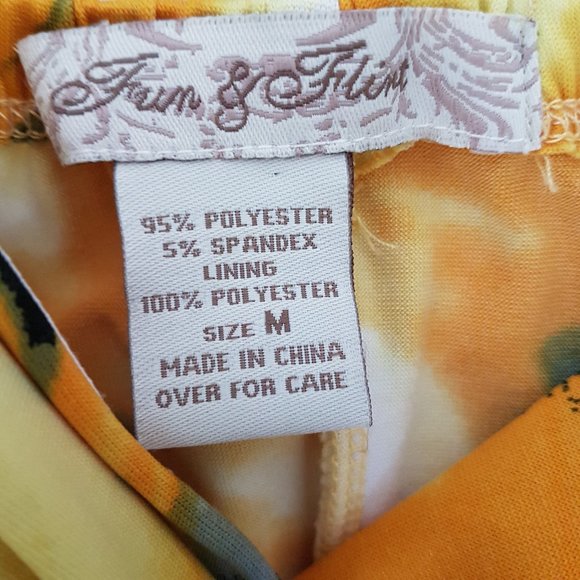 Fun & Flirt
95% POLYESTER
5% SPANDEX
LINING
100% POLYESTER
SIZE M
MADE IN CHINA
OVER FOR CARE